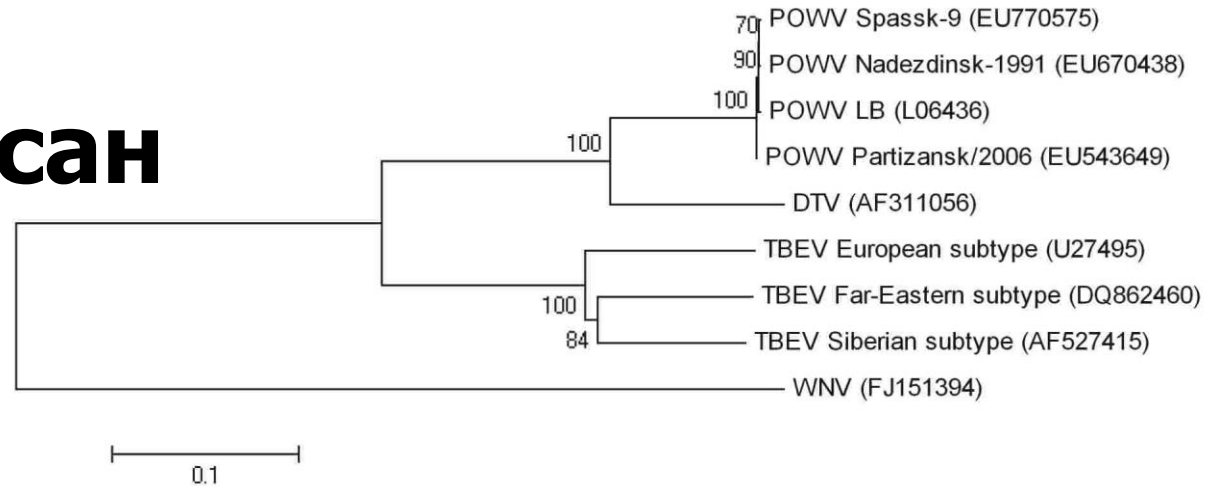 70 POWV Spassk-9 (EU770575)
90 POWV Nadezdinsk-1991 (EU670438)
100 POWV LB (L06436)
сан
100
POWV Partizansk/2006 (EU543649)
DTV (AF311056)
TBEV European subtype (U27495)
100 TBEV Far-Eastern subtype (DQ862460)
84 TBEV Siberian subtype (AF527415)
WNV (FJ151394)
0.1